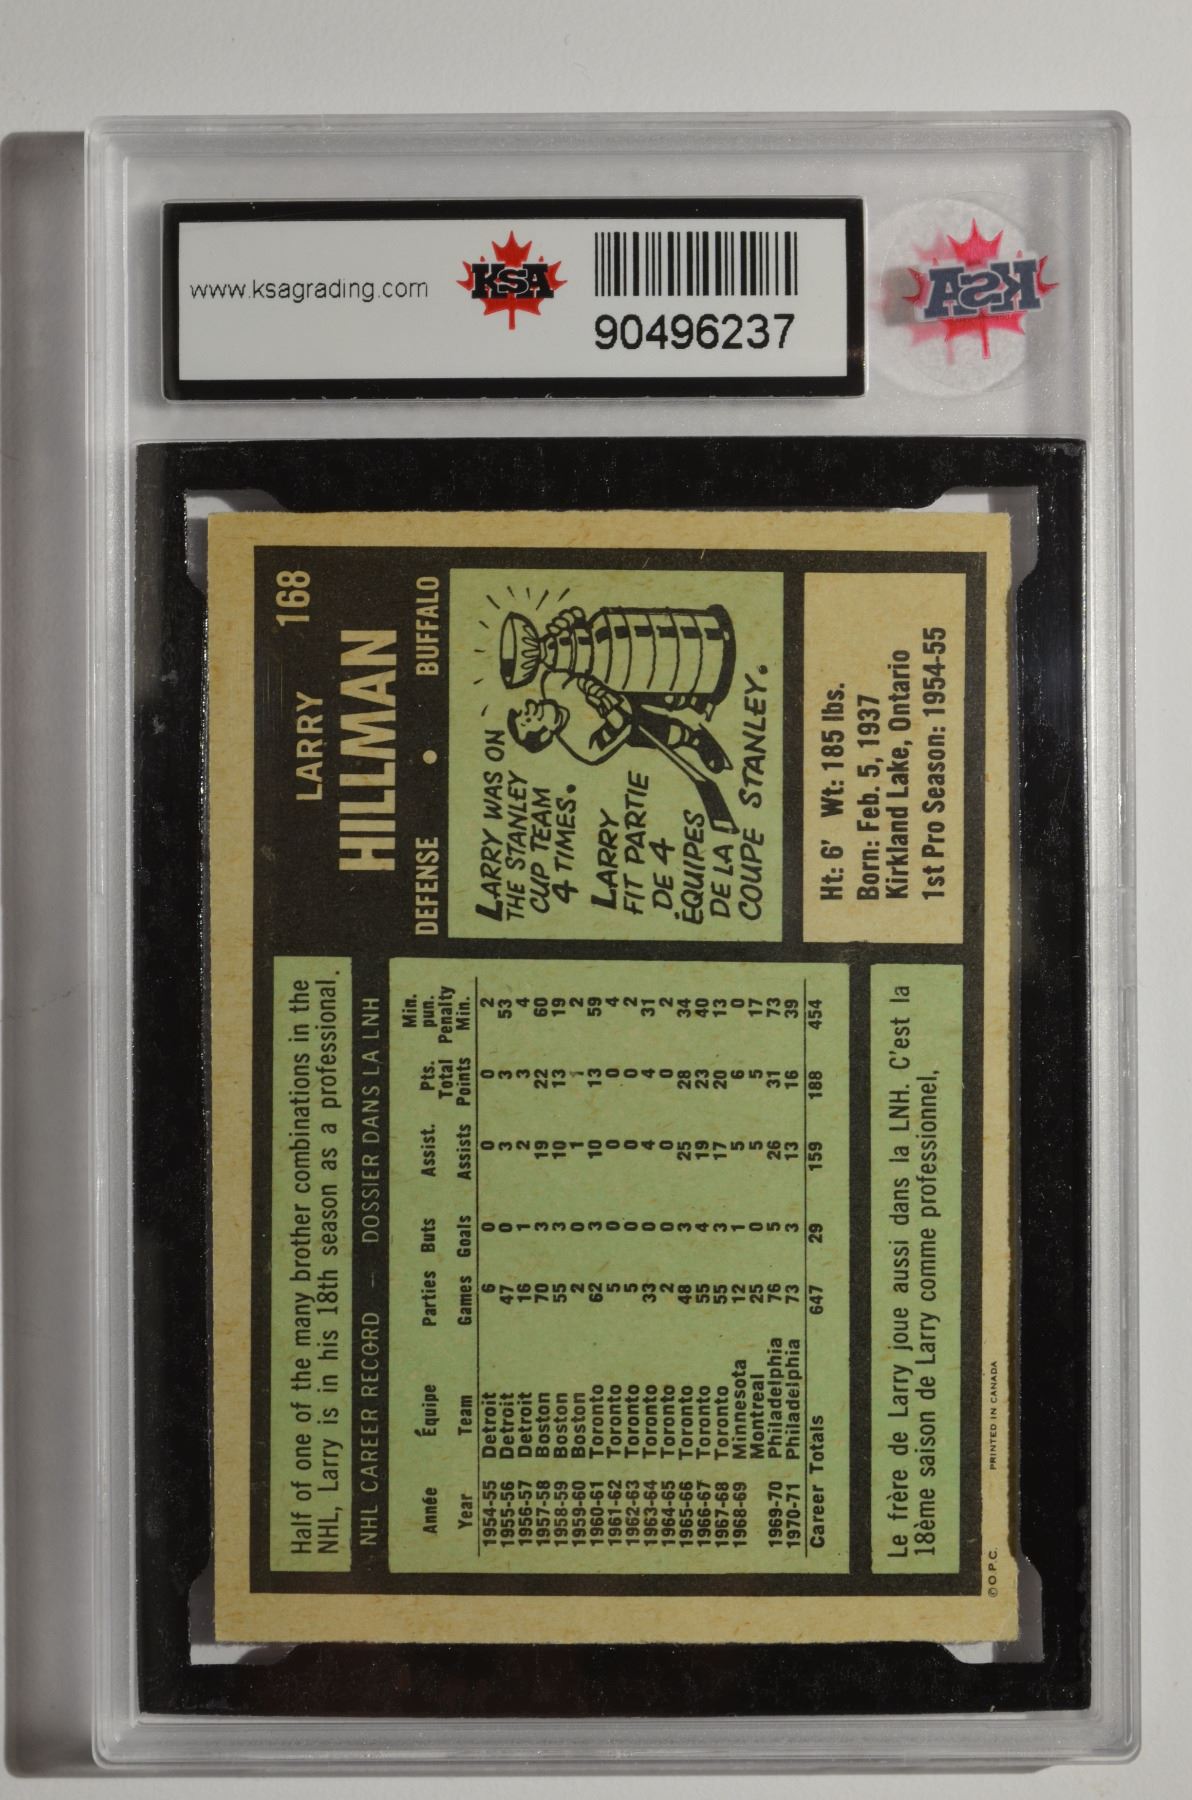 www.ksagrading.com
KSA
90496237
KSA
LARRY 168
HILLMAN
DEFENSE • BUFFALO
LARRY WAS ON
THE STANLEY
CUP TEAM
4 TIMES.
LARRY
FIT PARTIE
DE 4
ÉQUIPES
DE LA
COUPE STANLEY.
Ht: 6' Wt: 185 lbs.
Born: Feb. 5, 1937
Kirkland Lake, Ontario
1st Pro Season: 1954-55
Half of one of the many brother combinations in the
NHL, Larry is in his 18th season as a professional.
NHL CAREER RECORD — DOSSIER DANS LA LNH
Année Équipe Parties Buts Assist. Pts. Total Min. pun. Penalty
Year Team Games Goals Assists Points Min.
1954-55 Detroit 6 0 0 0 2
1955-56 Detroit 47 0 3 3 53
1956-57 Detroit 16 1 2 3 4
1957-58 Boston 70 3 19 22 60
1958-59 Boston 55 3 10 13 19
1959-60 Boston 2 0 1 1 2
1960-61 Toronto 62 3 10 13 59
1961-62 Toronto 5 0 0 0 4
1962-63 Toronto 5 0 0 0 2
1963-64 Toronto 33 0 4 4 31
1964-65 Toronto 2 0 0 0 2
1965-66 Toronto 48 3 25 28 34
1966-67 Toronto 55 4 19 23 40
1967-68 Toronto 55 3 17 20 13
1968-69 Minnesota 12 1 5 6 0
Montreal 25 0 5 5 17
1969-70 Philadelphia 76 5 26 31 73
1970-71 Philadelphia 73 3 13 16 39
Career Totals 647 29 159 188 454
Le frère de Larry joue aussi dans la LNH. C'est la
18ème saison de Larry comme professionnel,
© O.P.C. PRINTED IN CANADA